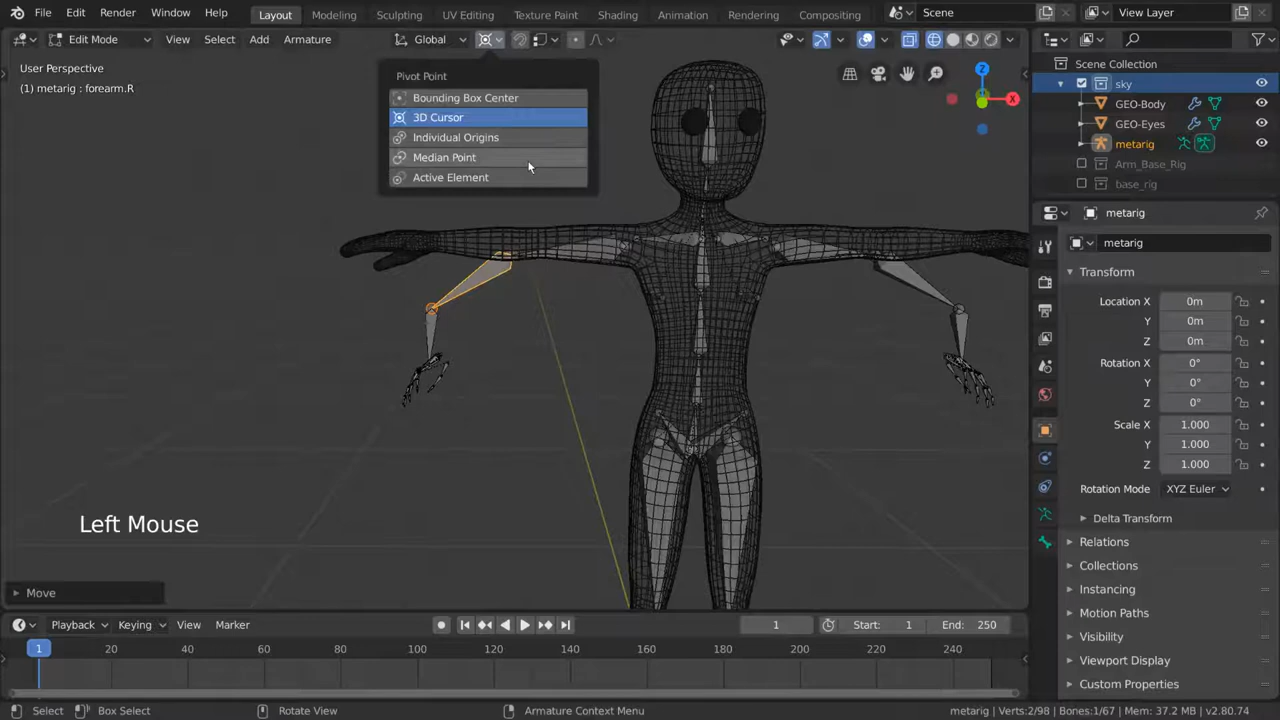 File Edit Render Window Help Layout Modeling Sculpting UV Editing Texture Paint Shading Animation Rendering Compositing Scene View Layer
Edit Mode View Select Add Armature Global
User Perspective
(1) metarig : forearm.R
Pivot Point
Bounding Box Center
3D Cursor
Individual Origins
Median Point
Active Element
Z
X
Left Mouse
Move
Scene Collection
sky
GEO-Body
GEO-Eyes
metarig
Arm_Base_Rig
base_rig
metarig
metarig
Transform
Location X 0m
Y 0m
Z 0m
Rotation X 0°
Y 0°
Z 0°
Scale X 1.000
Y 1.000
Z 1.000
Rotation Mode XYZ Euler
Delta Transform
Relations
Collections
Instancing
Motion Paths
Visibility
Viewport Display
Custom Properties
Playback Keying View Marker 1 Start: 1 End: 250
1 20 40 60 80 100 120 140 160 180 200 220 240
Select Box Select Rotate View Armature Context Menu metarig | Verts:2/98 | Bones:1/67 | Mem: 37.2 MB | v2.80.74